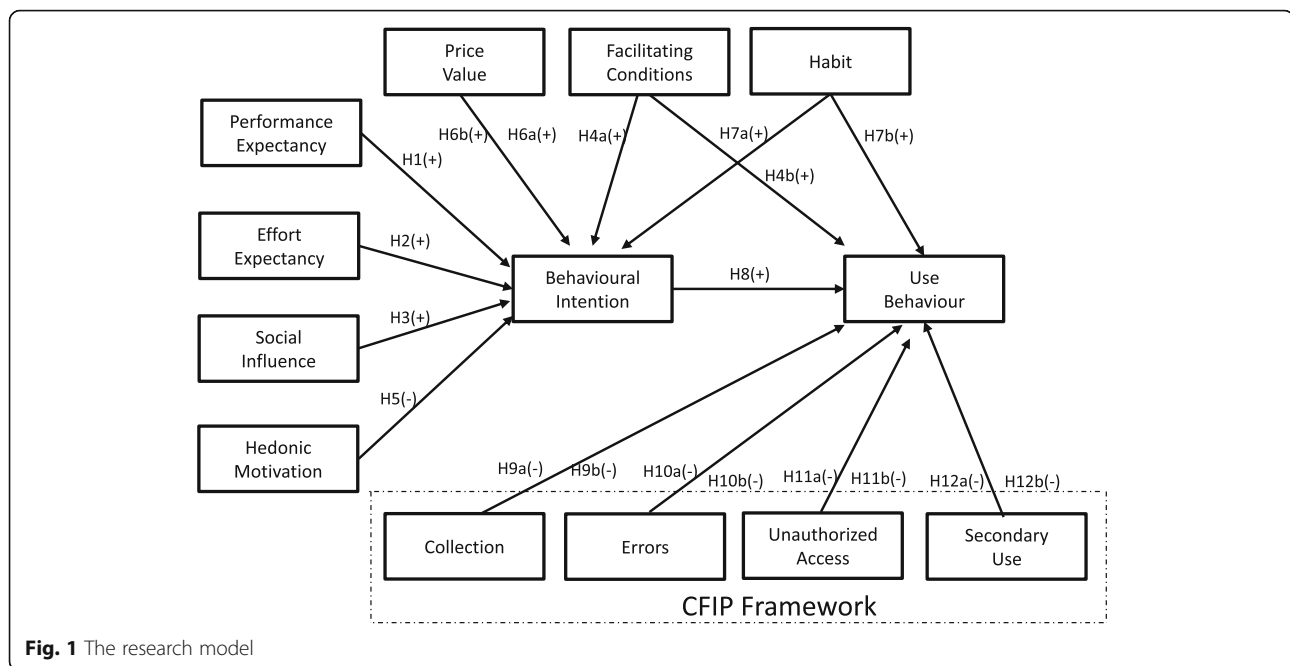 Price
Value
Facilitating
Conditions
Habit
Performance
Expectancy
H6b(+)
H6a(+)
H4a(+)
H7a(+)
H7b(+)
H1(+)
H4b(+)
Effort
Expectancy
H2(+)
Behavioural
Intention
H8(+)
Use
Behaviour
H3(+)
Social
Influence
H5(-)
Hedonic
Motivation
H9a(-)
H9b(-)
H10a(-)
H10b(-)
H11a(-)
H11b(-)
H12a(-)
H12b(-)
Collection
Errors
Unauthorized
Access
Secondary
Use
CFIP Framework
Fig. 1 The research model